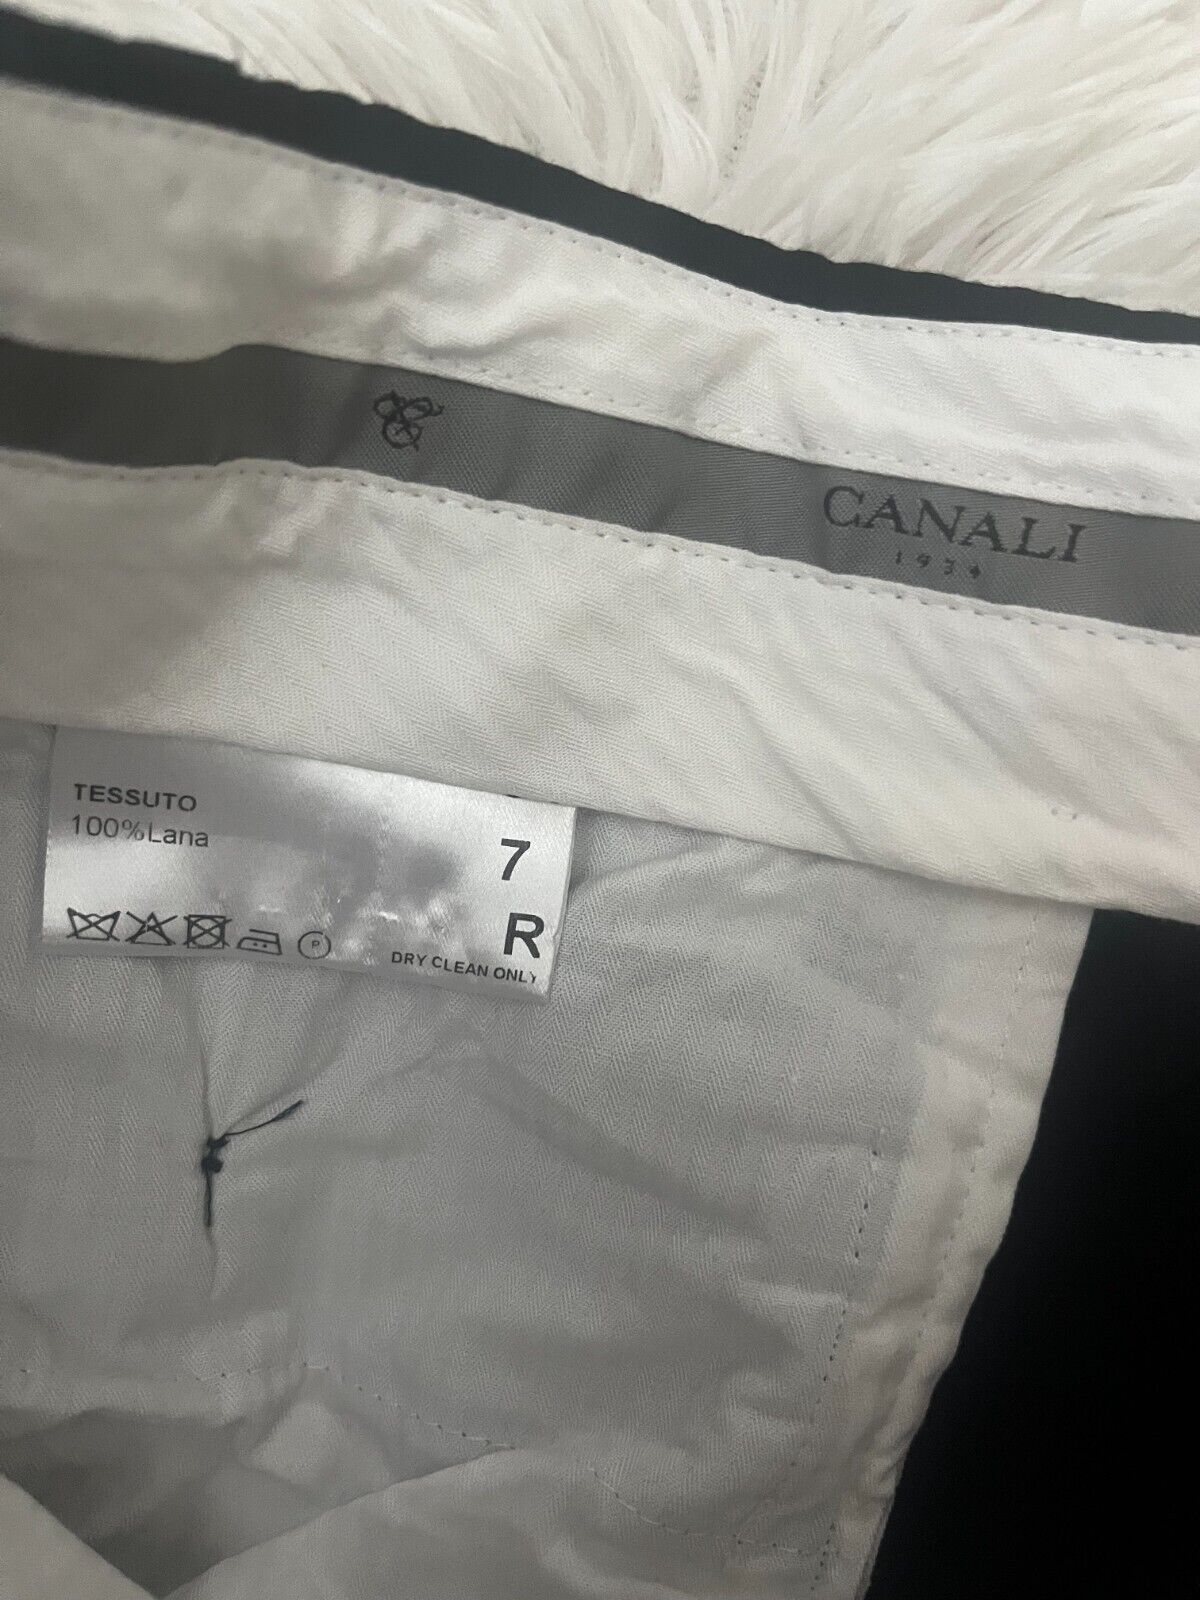 CANALI
1934
TESSUTO
100%Lana
7
R
P
DRY CLEAN ONLY